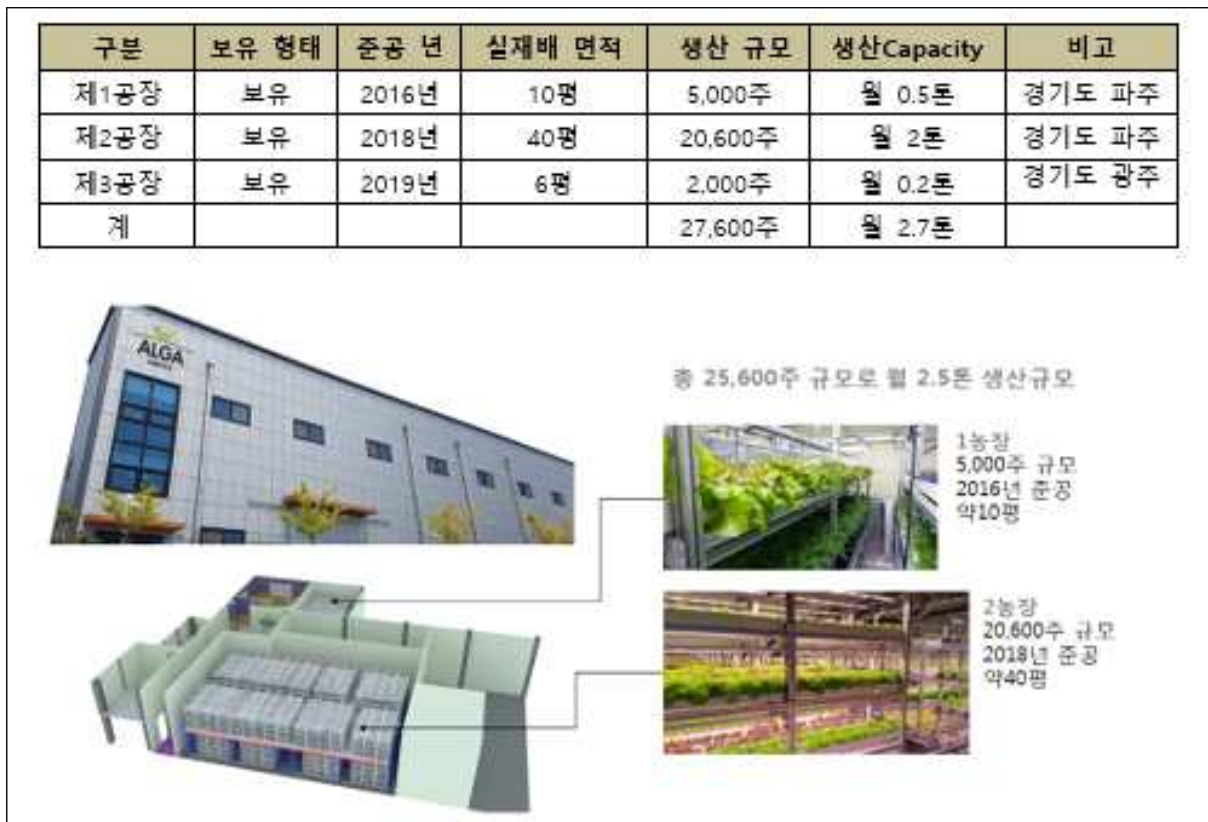 구분 보유 형태 준공 년 실재배 면적 생산 규모 생산Capacity 비고
제1공장 보유 2016년 10평 5,000주 월 0.5톤 경기도 파주
제2공장 보유 2018년 40평 20,600주 월 2톤 경기도 파주
제3공장 보유 2019년 6평 2,000주 월 0.2톤 경기도 광주
계 27,600주 월 2.7톤
ALGA
총 25,600주 규모로 월 2.5톤 생산규모
1농장
5,000주 규모
2016년 준공
약10평
2농장
20,600주 규모
2018년 준공
약40평